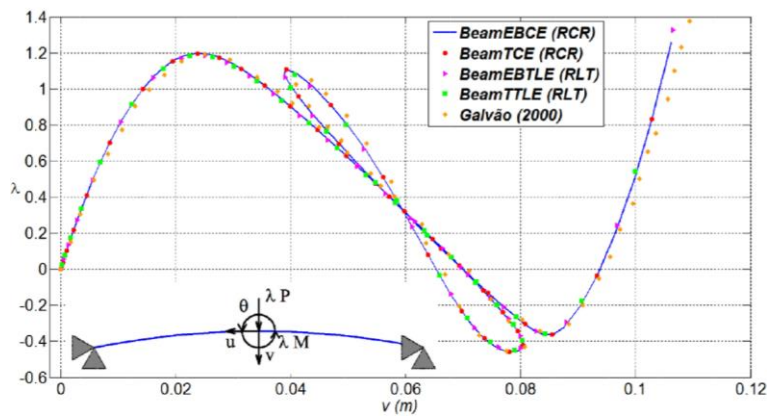 1.4
1.2
1
0.8
0.6
0.4
0.2
0
-0.2
-0.4
-0.6
λ
BeamEBCE (RCR)
BeamTCE (RCR)
BeamEBTLE (RLT)
BeamTTLE (RLT)
Galvão (2000)
λ P
θ
u
λ M
v
0
0.02
0.04
0.06
0.08
0.1
0.12
v (m)